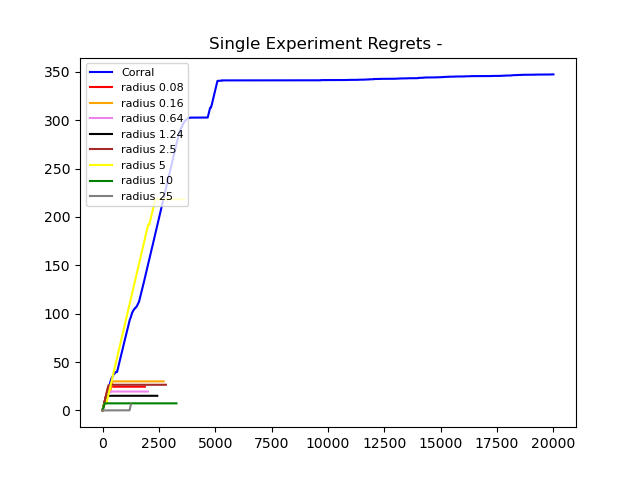 Single Experiment Regrets -
350
300
250
200
150
100
50
0
Corral
radius 0.08
radius 0.16
radius 0.64
radius 1.24
radius 2.5
radius 5
radius 10
radius 25
0 2500 5000 7500 10000 12500 15000 17500 20000